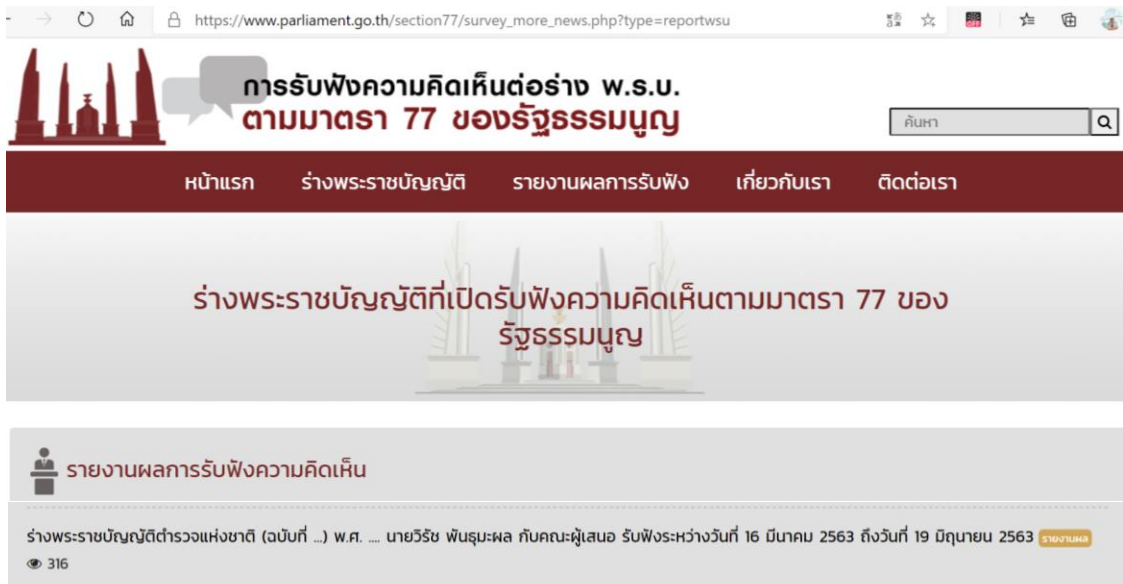 https://www.parliament.go.th/section77/survey_more_news.php?type=reportwsu
การรับฟังความคิดเห็นต่อร่าง พ.ร.บ.
ตามมาตรา 77 ของรัฐธรรมนูญ
ค้นหา
หน้าแรก ร่างพระราชบัญญัติ รายงานผลการรับฟัง เกี่ยวกับเรา ติดต่อเรา
ร่างพระราชบัญญัติที่เปิดรับฟังความคิดเห็นตามมาตรา 77 ของ
รัฐธรรมนูญ
รายงานผลการรับฟังความคิดเห็น
ร่างพระราชบัญญัติตำรวจแห่งชาติ (ฉบับที่ ...) พ.ศ. .... นายวิรัช พันธุมะผล กับคณะผู้เสนอ รับฟังระหว่างวันที่ 16 มีนาคม 2563 ถึงวันที่ 19 มิถุนายน 2563 รายงานผล
316